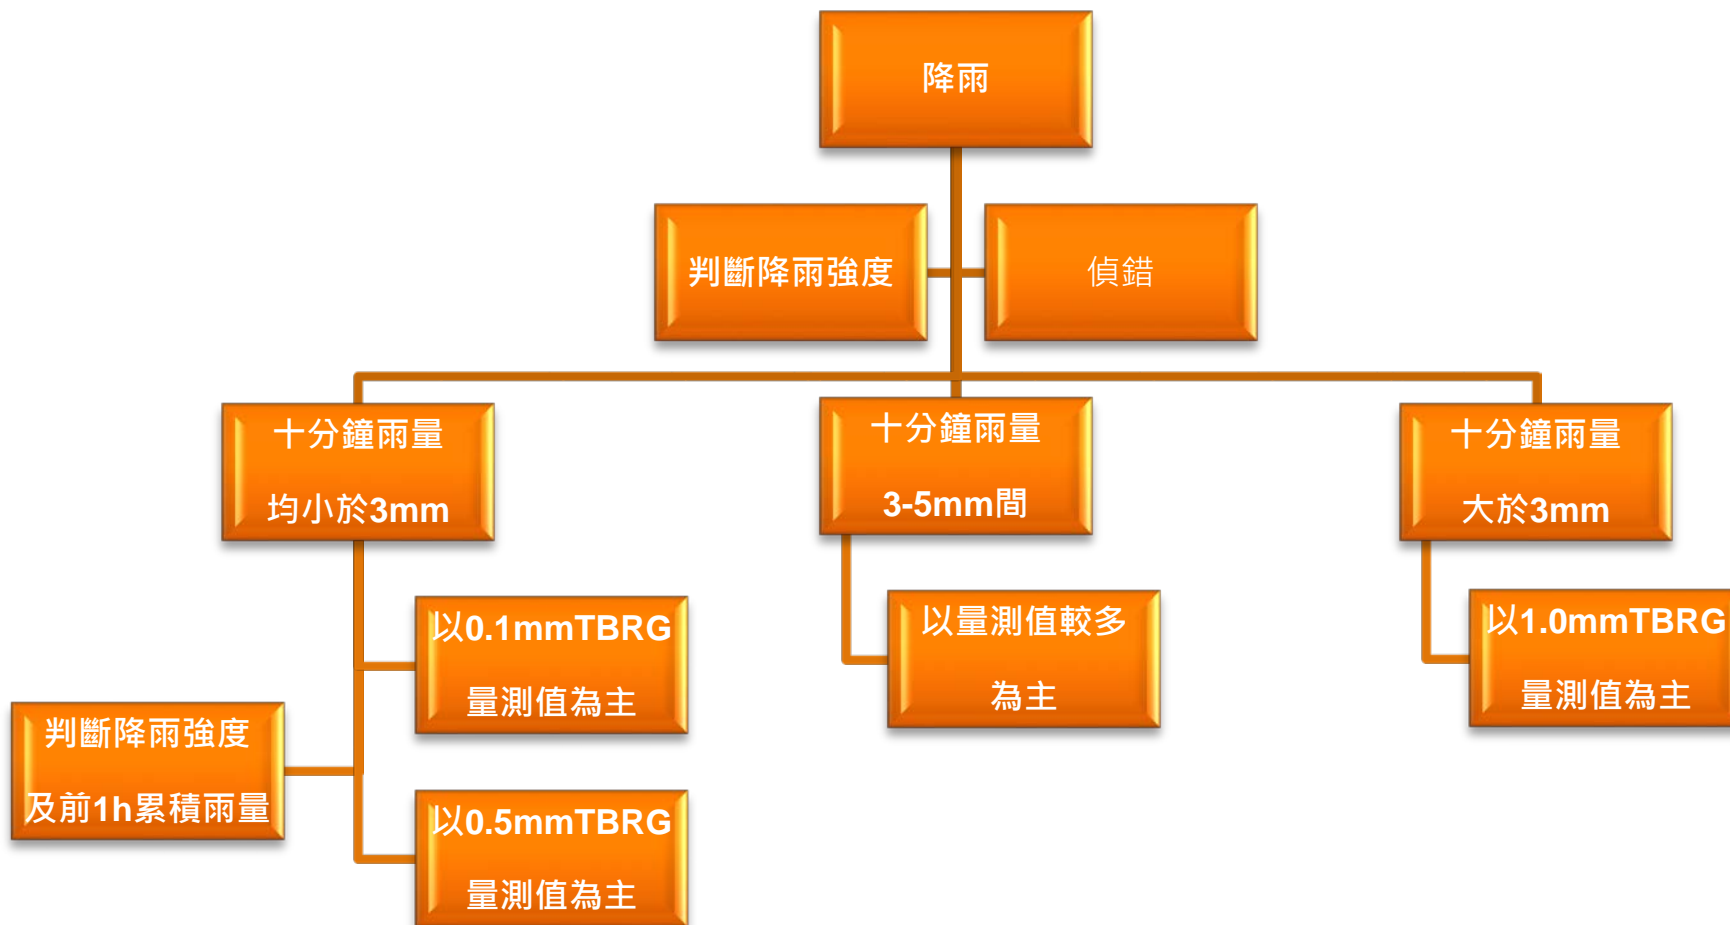 降雨
判斷降雨強度
偵錯
十分鐘雨量
均小於3mm
十分鐘雨量
3-5mm間
十分鐘雨量
大於3mm
以0.1mmTBRG
量測值為主
以量測值較多
為主
以1.0mmTBRG
量測值為主
判斷降雨強度
及前1h累積雨量
以0.5mmTBRG
量測值為主